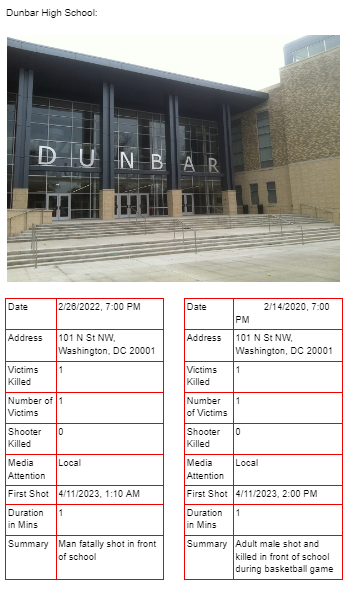 Dunbar High School:
DUNBAR
Date 2/26/2022, 7:00 PM
Address 101 N St NW,
Washington, DC 20001
Victims 1
Killed
Number of 1
Victims
Shooter 0
Killed
Media Local
Attention
First Shot 4/11/2023, 1:10 AM
Duration 1
in Mins
Summary Man fatally shot in front
of school
Date 2/14/2020, 7:00
PM
Address 101 N St NW,
Washington, DC 20001
Victims 1
Killed
Number 1
of Victims
Shooter 0
Killed
Media Local
Attention
First Shot 4/11/2023, 2:00 PM
Duration 1
in Mins
Summary Adult male shot and
killed in front of school
during basketball game